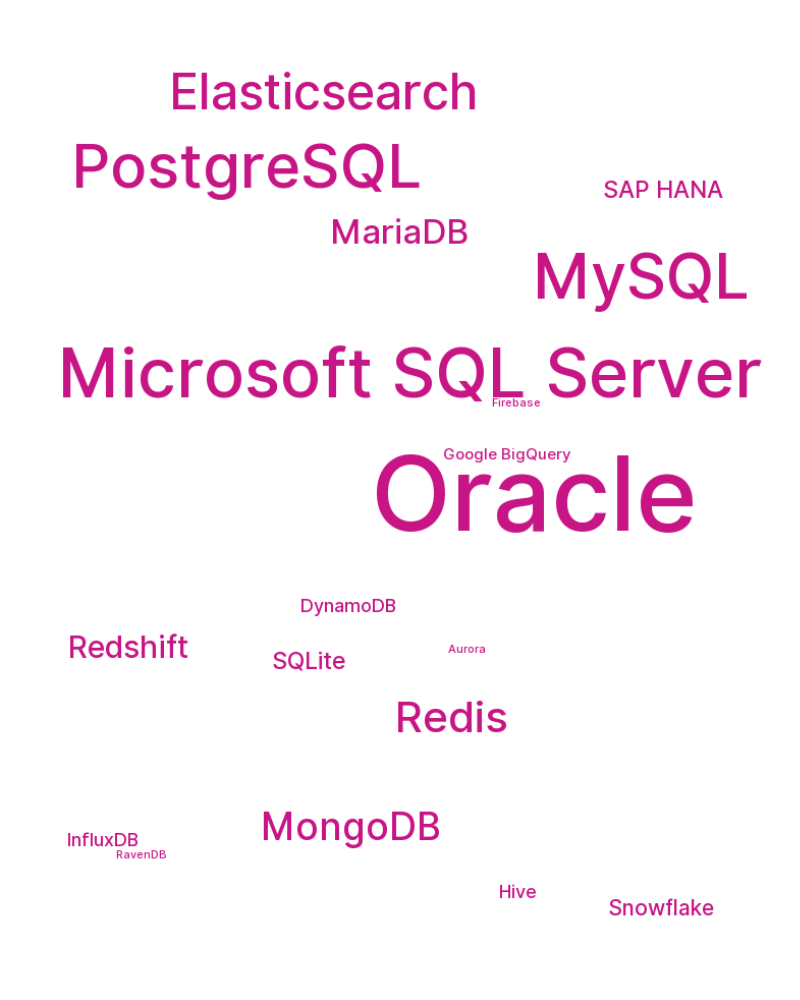 Elasticsearch
PostgreSQL
SAP HANA
MariaDB
MySQL
Microsoft SQL Server
Firebase
Google BigQuery
Oracle
DynamoDB
Redshift
Aurora
SQLite
Redis
MongoDB
InfluxDB
RavenDB
Hive
Snowflake